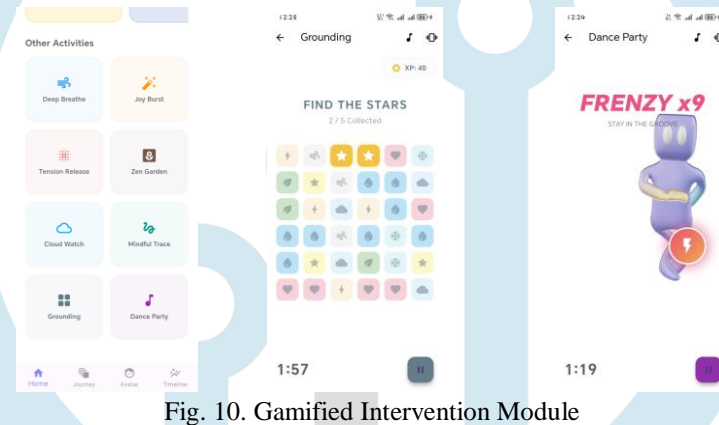 Other Activities
Deep Breathe
Joy Burst
Tension Release
Zen Garden
Cloud Watch
Mindful Trace
Grounding
Dance Party
Home
Journey
Avatar
Timeline
12:26
Grounding
XP: 40
FIND THE STARS
2 / 5 Collected
1:57
12:24
Dance Party
FRENZY x9
STAY IN THE GROOVE
1:19
Fig. 10. Gamified Intervention Module